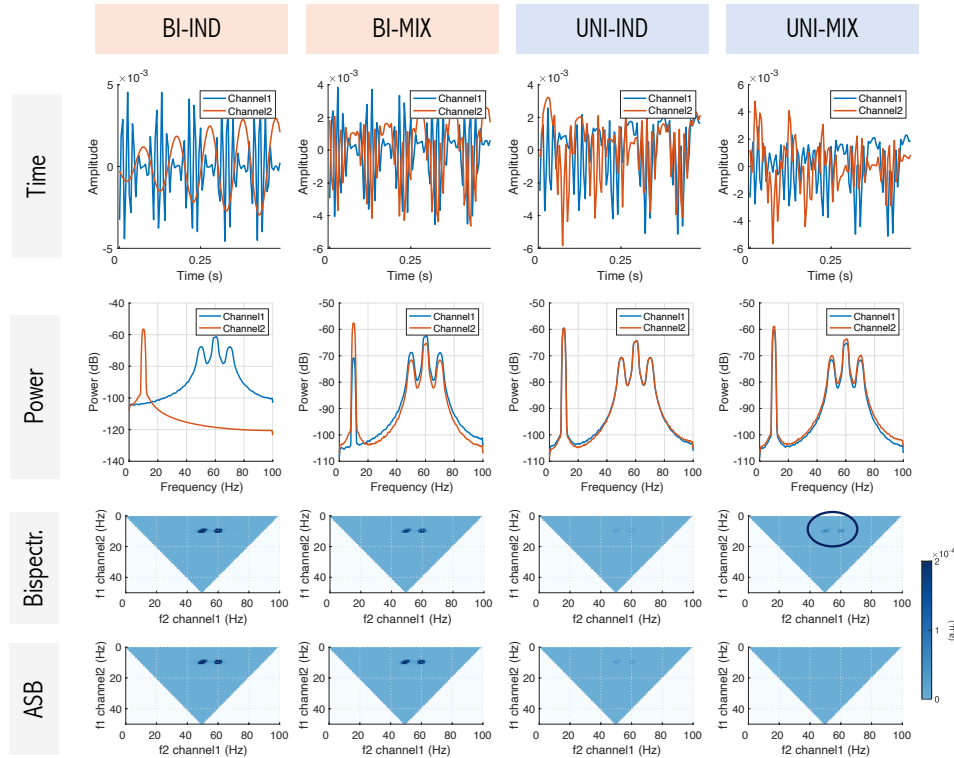 BI-IND BI-MIX UNI-IND UNI-MIX
Time
×10⁻³ ×10⁻³ ×10⁻³ ×10⁻³
5 0 -5
Amplitude
Channel1
Channel2
0 0.25
Time (s)
4 2 0 -2 -4 -6
Amplitude
Channel1
Channel2
0 0.25
Time (s)
4 2 0 -2 -4 -6
Amplitude
Channel1
Channel2
0 0.25
Time (s)
6 4 2 0 -2 -4 -6
Amplitude
Channel1
Channel2
0 0.25
Time (s)
Power
-40 -60 -80 -100 -120 -140
Power (dB)
Channel1
Channel2
0 20 40 60 80 100
Frequency (Hz)
-50 -60 -70 -80 -90 -100 -110
Power (dB)
Channel1
Channel2
0 20 40 60 80 100
Frequency (Hz)
-50 -60 -70 -80 -90 -100 -110
Power (dB)
Channel1
Channel2
0 20 40 60 80 100
Frequency (Hz)
-50 -60 -70 -80 -90 -100 -110
Power (dB)
Channel1
Channel2
0 20 40 60 80 100
Frequency (Hz)
Bispectr.
f1 channel2 (Hz)
0 20 40
0 20 40 60 80 100
f2 channel1 (Hz)
f1 channel2 (Hz)
0 20 40
0 20 40 60 80 100
f2 channel1 (Hz)
f1 channel2 (Hz)
0 20 40
0 20 40 60 80 100
f2 channel1 (Hz)
f1 channel2 (Hz)
0 20 40
0 20 40 60 80 100
f2 channel1 (Hz)
ASB
f1 channel2 (Hz)
0 20 40
0 20 40 60 80 100
f2 channel1 (Hz)
f1 channel2 (Hz)
0 20 40
0 20 40 60 80 100
f2 channel1 (Hz)
f1 channel2 (Hz)
0 20 40
0 20 40 60 80 100
f2 channel1 (Hz)
f1 channel2 (Hz)
0 20 40
0 20 40 60 80 100
f2 channel1 (Hz)
0 1 2
(a.u.)